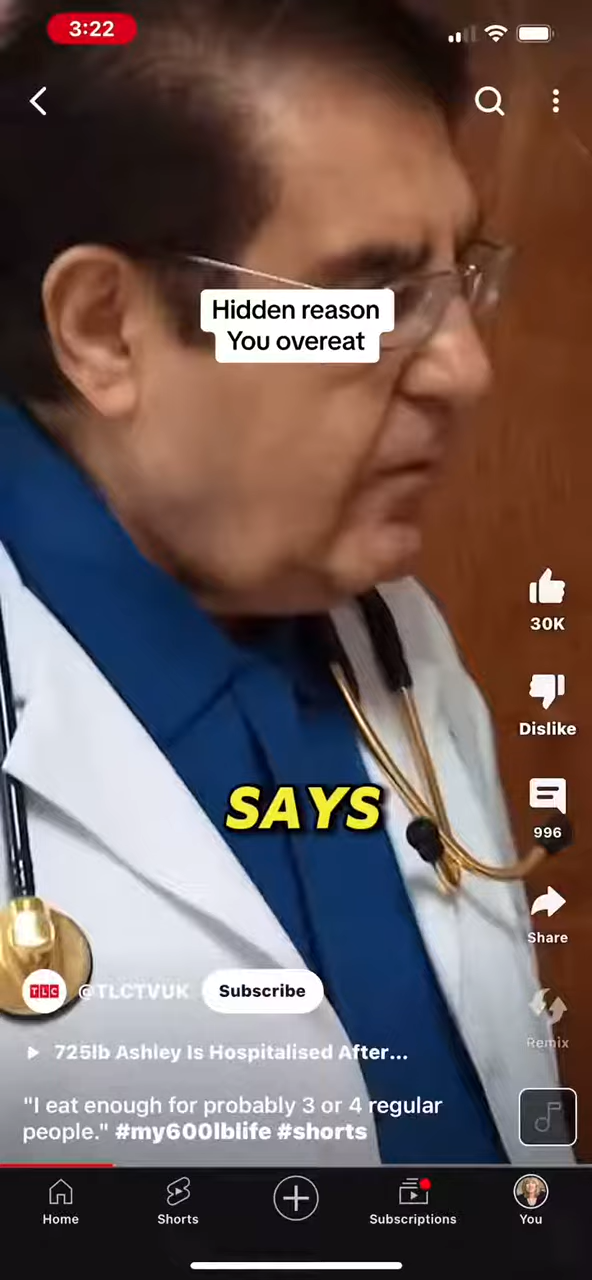 3:22
Hidden reason
You overeat
30K
Dislike
SAYS
996
Share
TLC
@TLCTVUK
Subscribe
Remix
725lb Ashley Is Hospitalised After...
"I eat enough for probably 3 or 4 regular
people." #my600lblife #shorts
Home
Shorts
Subscriptions
You